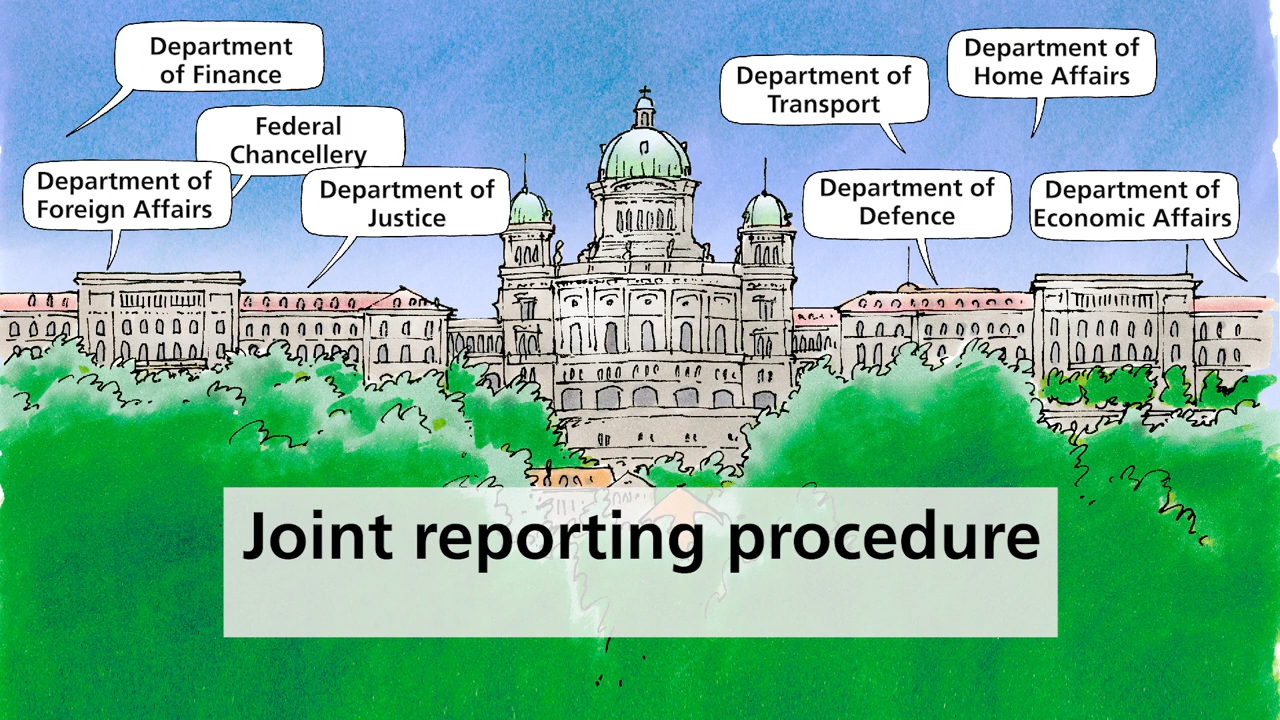 Department
of Finance
Federal
Chancellery
Department of
Foreign Affairs
Department of
Justice
Department of
Transport
Department of
Home Affairs
Department of
Defence
Department of
Economic Affairs
Joint reporting procedure